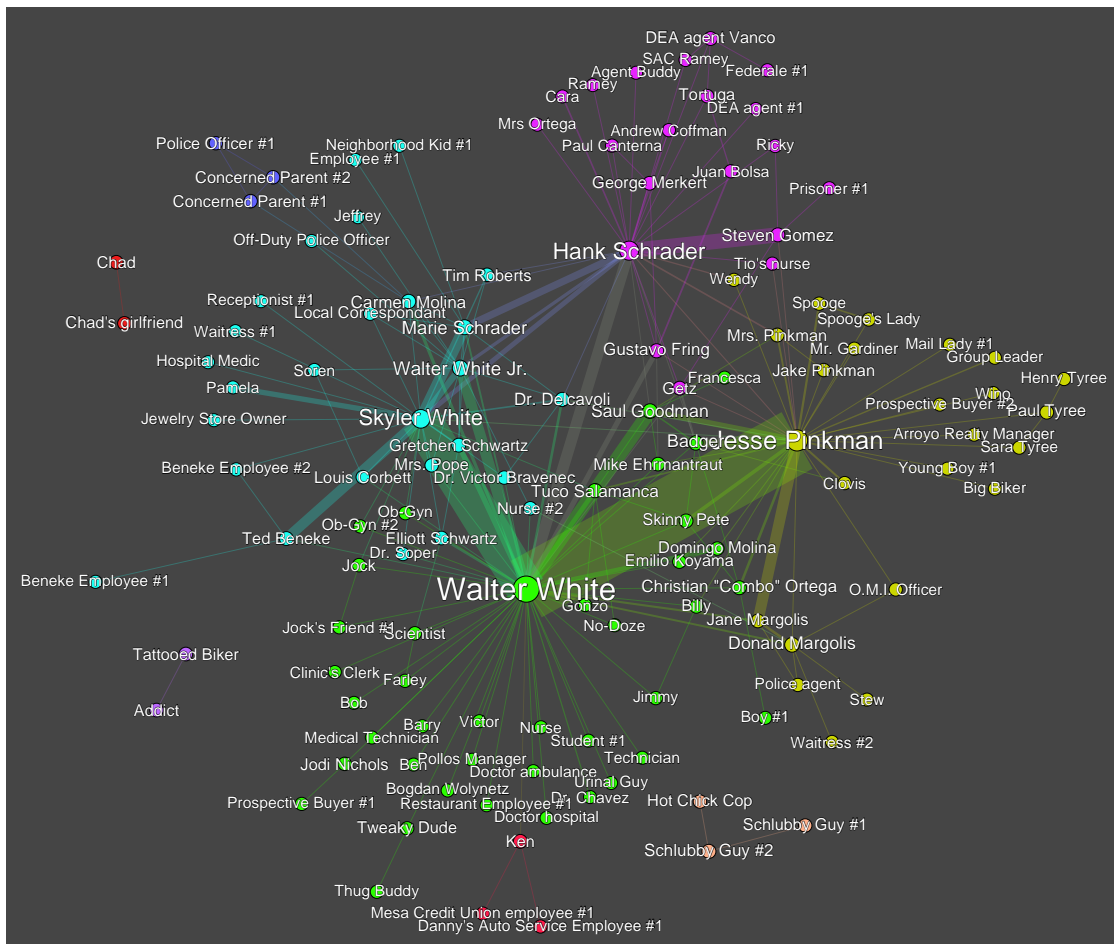 DEA agent Vanco
SAC Ramey
Agent Buddy
Federale #1
Ramey
Cara
Tortuga
DEA agent #1
Mrs Ortega
Andrew Coffman
Police Officer #1
Neighborhood Kid #1
Paul Canterna
Ricky
Employee #1
Juan Bolsa
Concerned Parent #2
George Merkert
Prisoner #1
Concerned Parent #1
Jeffrey
Steven Gomez
Off-Duty Police Officer
Hank Schrader
Chad
Tio's nurse
Tim Roberts
Wendy
Receptionist #1
Carmen Molina
Spooge
Local Correspondant
Chad's girlfriend
Spooge's Lady
Waitress #1
Marie Schrader
Mrs. Pinkman
Mail Lady #1
Gustavo Fring
Mr. Gardiner
Group Leader
Hospital Medic
Soren
Walter White Jr.
Jake Pinkman
Francesca
Henry Tyree
Pamela
Getz
Wino
Dr. Delcavoli
Prospective Buyer #2
Saul Goodman
Paul Tyree
Jewelry Store Owner
Skyler White
Arroyo Realty Manager
Badger
Jesse Pinkman
Gretchen Schwartz
Sara Tyree
Mrs. Pope
Mike Ehrmantraut
Beneke Employee #2
Young Boy #1
Louis Corbett
Dr. Victor Bravenec
Clovis
Big Biker
Tuco Salamanca
Nurse #2
Ob-Gyn
Skinny Pete
Ob-Gyn #2
Ted Beneke
Elliott Schwartz
Domingo Molina
Dr. Soper
Emilio Koyama
Jock
Beneke Employee #1
Walter White
Christian "Combo" Ortega
O.M.I. Officer
Gonzo
Billy
Jane Margolis
Jock's Friend #1
Scientist
No-Doze
Donald Margolis
Tattooed Biker
Clinic's Clerk
Farley
Police agent
Jimmy
Stew
Bob
Addict
Victor
Boy #1
Barry
Nurse
Medical Technician
Student #1
Waitress #2
Jodi Nichols
Ben
Pollos Manager
Technician
Doctor ambulance
Urinal Guy
Bogdan Wolynetz
Dr. Chavez
Prospective Buyer #1
Restaurant Employee #1
Hot Chick Cop
Doctor hospital
Tweaky Dude
Schlubby Guy #1
Ken
Schlubby Guy #2
Thug Buddy
Mesa Credit Union employee #1
Danny's Auto Service Employee #1